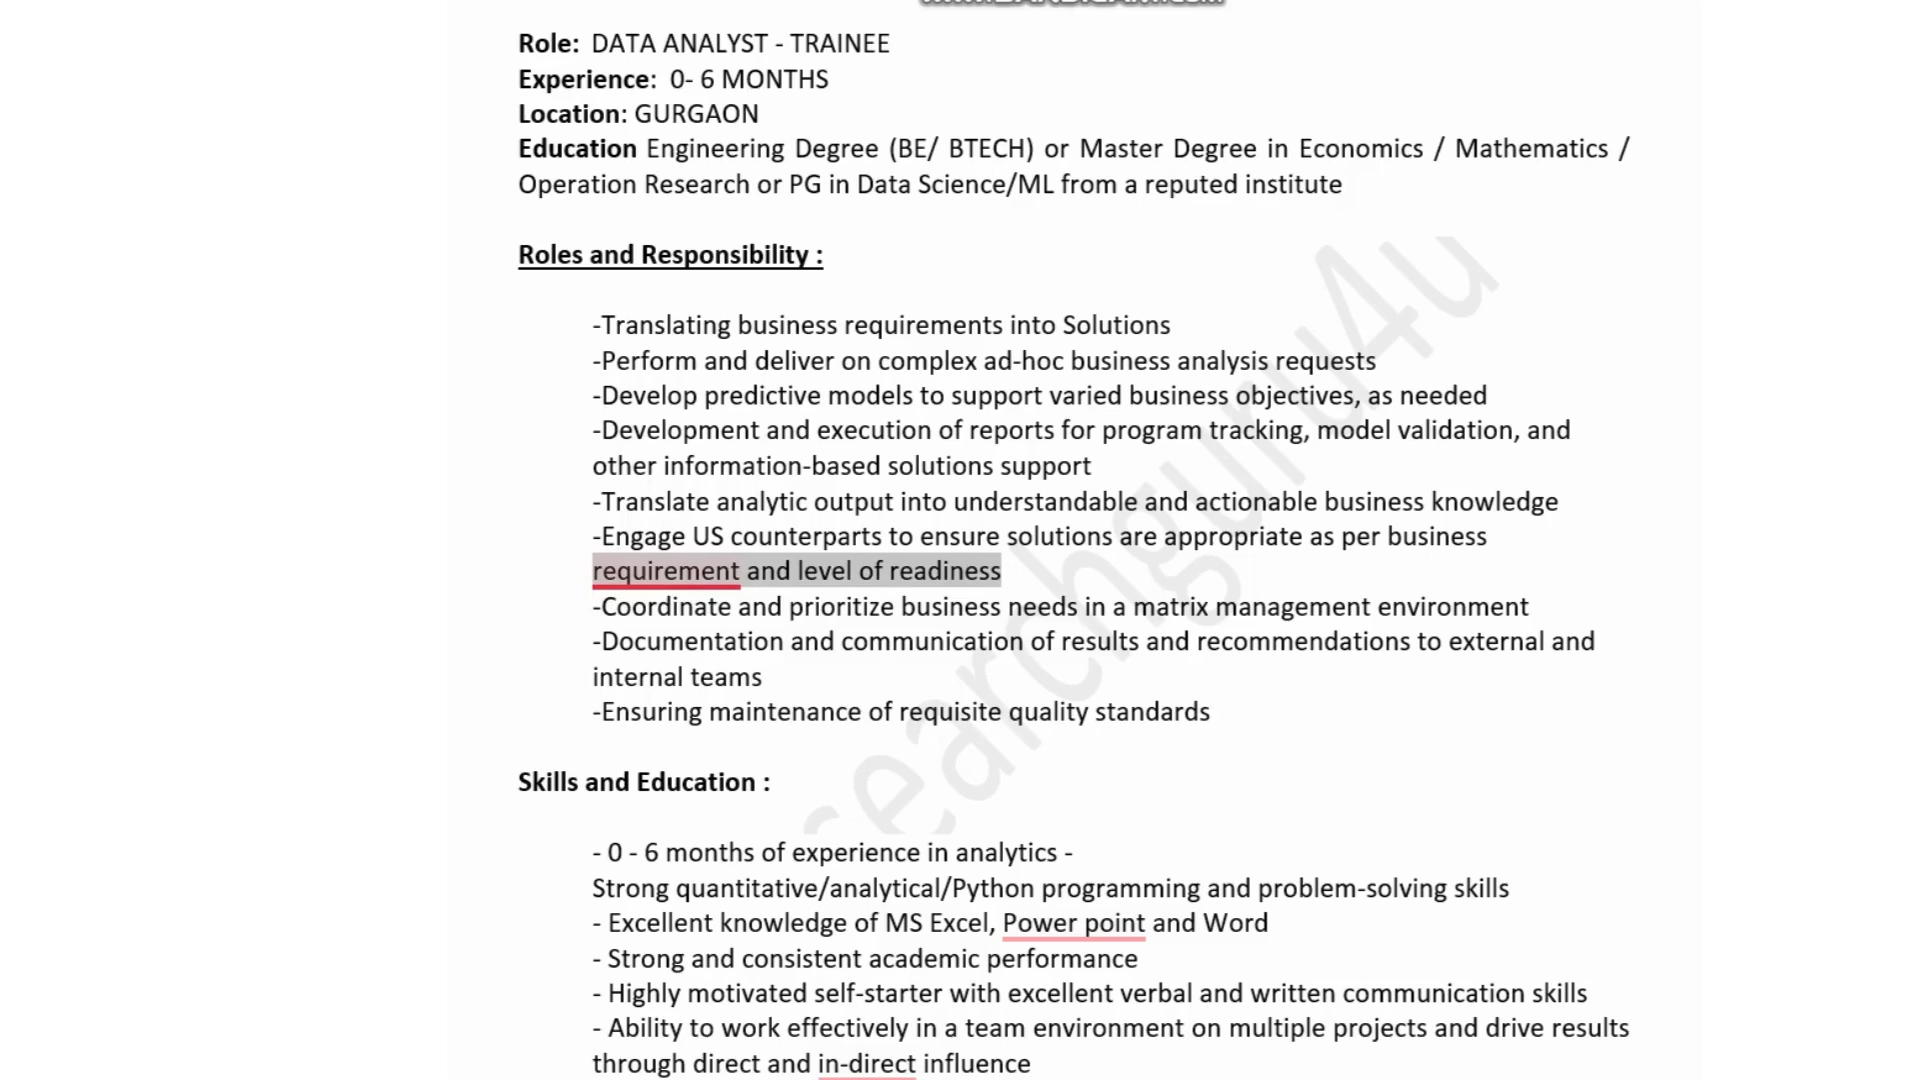 Role: DATA ANALYST - TRAINEE
Experience: 0- 6 MONTHS
Location: GURGAON
Education Engineering Degree (BE/ BTECH) or Master Degree in Economics / Mathematics /
Operation Research or PG in Data Science/ML from a reputed institute
Roles and Responsibility :
-Translating business requirements into Solutions
-Perform and deliver on complex ad-hoc business analysis requests
-Develop predictive models to support varied business objectives, as needed
-Development and execution of reports for program tracking, model validation, and
other information-based solutions support
-Translate analytic output into understandable and actionable business knowledge
-Engage US counterparts to ensure solutions are appropriate as per business
requirement and level of readiness
-Coordinate and prioritize business needs in a matrix management environment
-Documentation and communication of results and recommendations to external and
internal teams
-Ensuring maintenance of requisite quality standards
searchguru4u
Skills and Education :
- 0 - 6 months of experience in analytics -
Strong quantitative/analytical/Python programming and problem-solving skills
- Excellent knowledge of MS Excel, Power point and Word
- Strong and consistent academic performance
- Highly motivated self-starter with excellent verbal and written communication skills
- Ability to work effectively in a team environment on multiple projects and drive results
through direct and in-direct influence